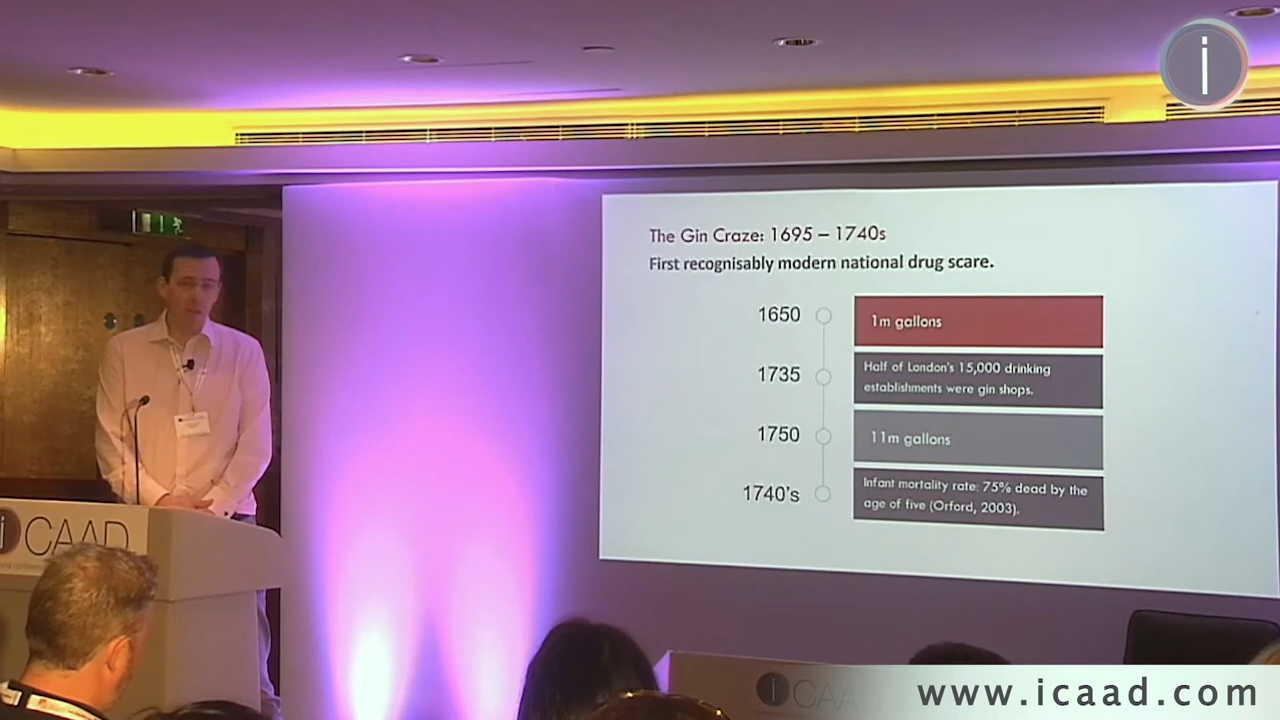 i
The Gin Craze: 1695 – 1740s
First recognisably modern national drug scare.
1650
1m gallons
1735
Half of London's 15,000 drinking
establishments were gin shops.
1750
11m gallons
1740's
Infant mortality rate: 75% dead by the
age of five (Orford, 2003).
i CAAD
i CAA
www.icaad.com